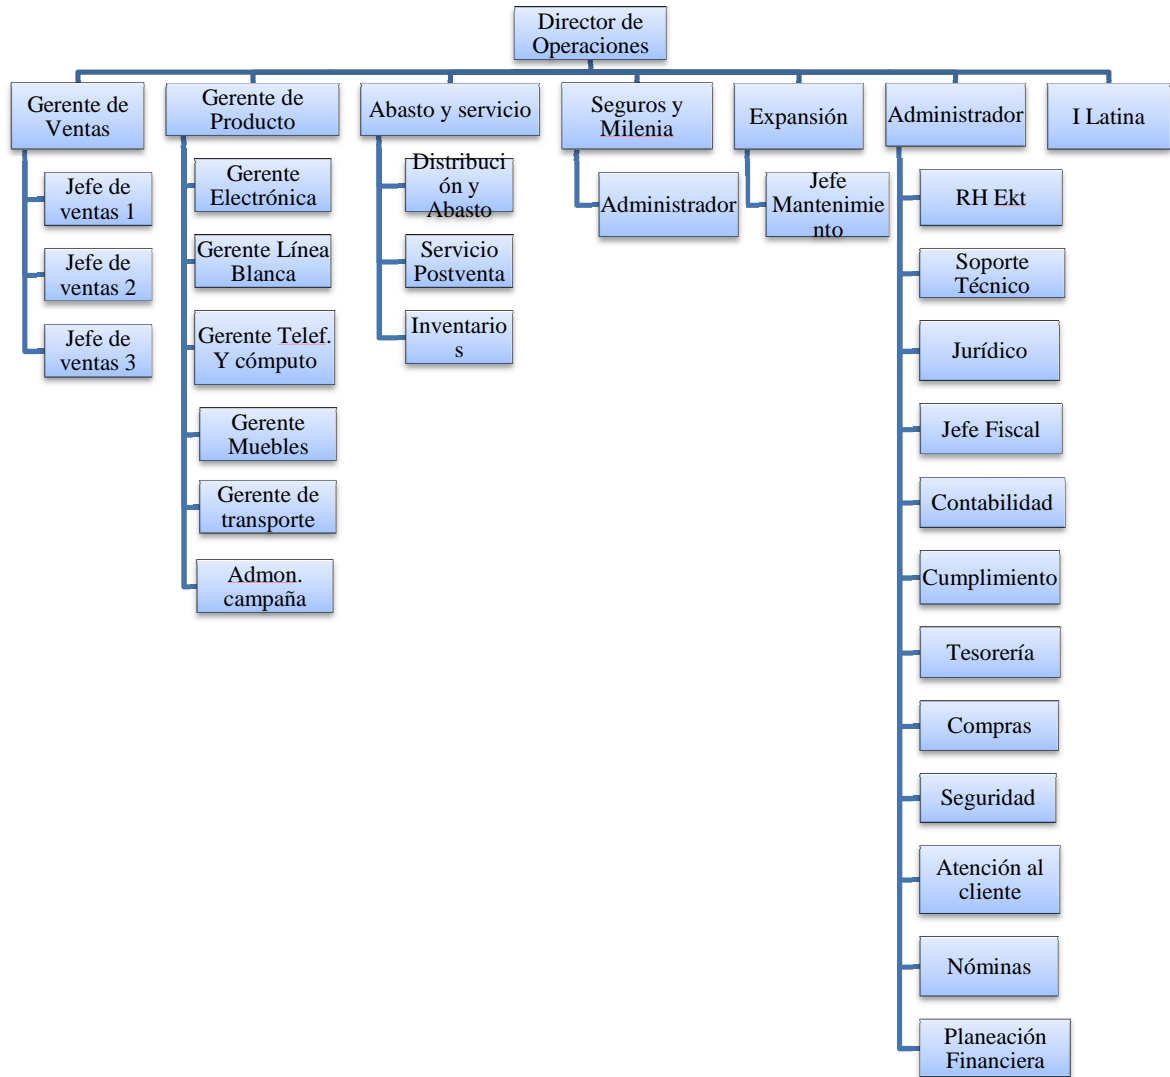 Director de
Operaciones
Gerente de
Ventas
Gerente de
Producto
Abasto y servicio
Seguros y
Milenia
Expansión
Administrador
I Latina
Jefe de
ventas 1
Jefe de
ventas 2
Jefe de
ventas 3
Gerente
Electrónica
Gerente Línea
Blanca
Gerente Telef.
Y cómputo
Gerente
Muebles
Gerente de
transporte
Admon.
campaña
Distribuci
ón y
Abasto
Servicio
Postventa
Inventario
s
Administrador
Jefe
Mantenimie
nto
RH Ekt
Soporte
Técnico
Jurídico
Jefe Fiscal
Contabilidad
Cumplimiento
Tesorería
Compras
Seguridad
Atención al
cliente
Nóminas
Planeación
Financiera